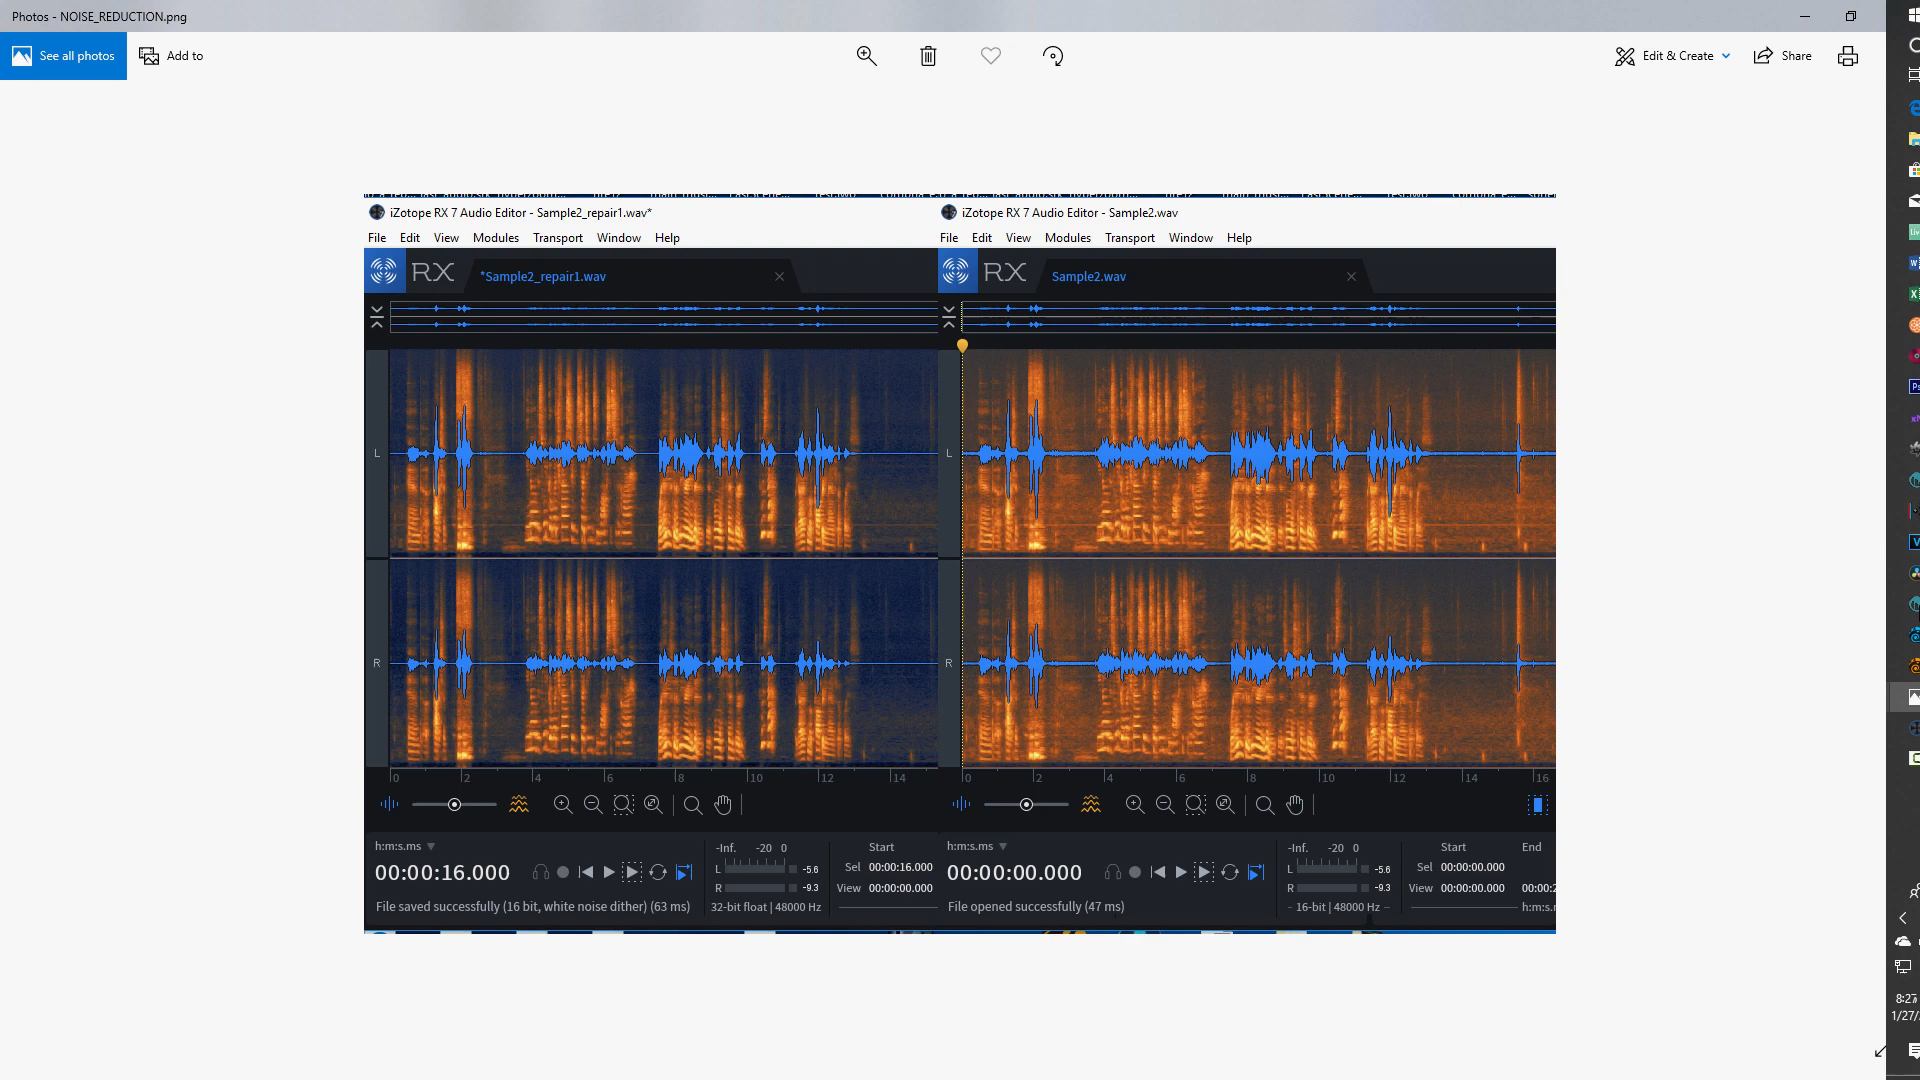 Photos - NOISE_REDUCTION.png
See all photos
Add to
Edit & Create
Share
iZotope RX 7 Audio Editor - Sample2_repair1.wav*
File Edit View Modules Transport Window Help
RX
*Sample2_repair1.wav
L
R
0 2 4 6 8 10 12 14
h:m:s.ms
00:00:16.000
File saved successfully (16 bit, white noise dither) (63 ms)
-Inf. -20 0
L -5.6
R -9.3
32-bit float | 48000 Hz
Start
Sel 00:00:16.000
View 00:00:00.000
iZotope RX 7 Audio Editor - Sample2.wav
File Edit View Modules Transport Window Help
RX
Sample2.wav
L
R
0 2 4 6 8 10 12 14 16
h:m:s.ms
00:00:00.000
File opened successfully (47 ms)
-Inf. -20 0
L -5.6
R -9.3
16-bit | 48000 Hz
Start End
Sel 00:00:00.000
View 00:00:00.000 00:00:2
h:m:s.
8:27
1/27/